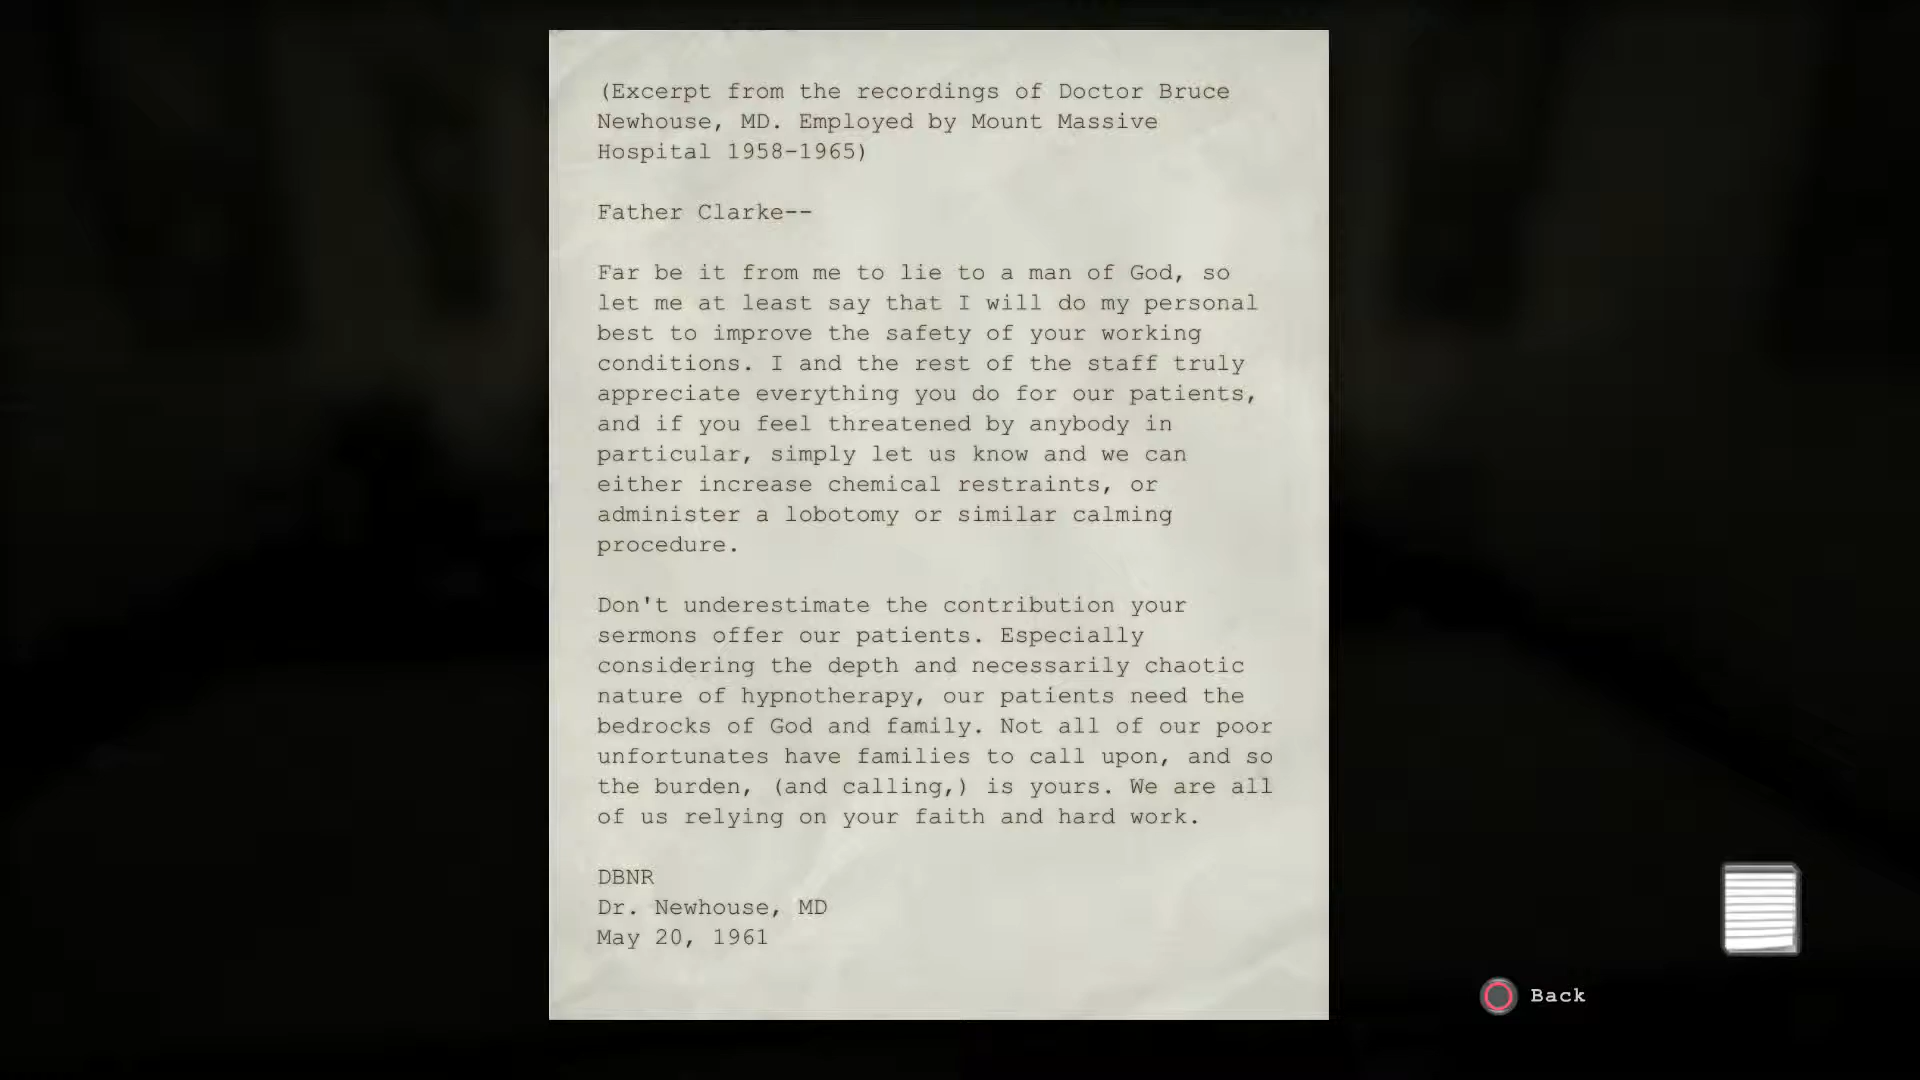 (Excerpt from the recordings of Doctor Bruce
Newhouse, MD. Employed by Mount Massive
Hospital 1958-1965)
Father Clarke--
Far be it from me to lie to a man of God, so
let me at least say that I will do my personal
best to improve the safety of your working
conditions. I and the rest of the staff truly
appreciate everything you do for our patients,
and if you feel threatened by anybody in
particular, simply let us know and we can
either increase chemical restraints, or
administer a lobotomy or similar calming
procedure.
Don't underestimate the contribution your
sermons offer our patients. Especially
considering the depth and necessarily chaotic
nature of hypnotherapy, our patients need the
bedrocks of God and family. Not all of our poor
unfortunates have families to call upon, and so
the burden, (and calling,) is yours. We are all
of us relying on your faith and hard work.
DBNR
Dr. Newhouse, MD
May 20, 1961
Back